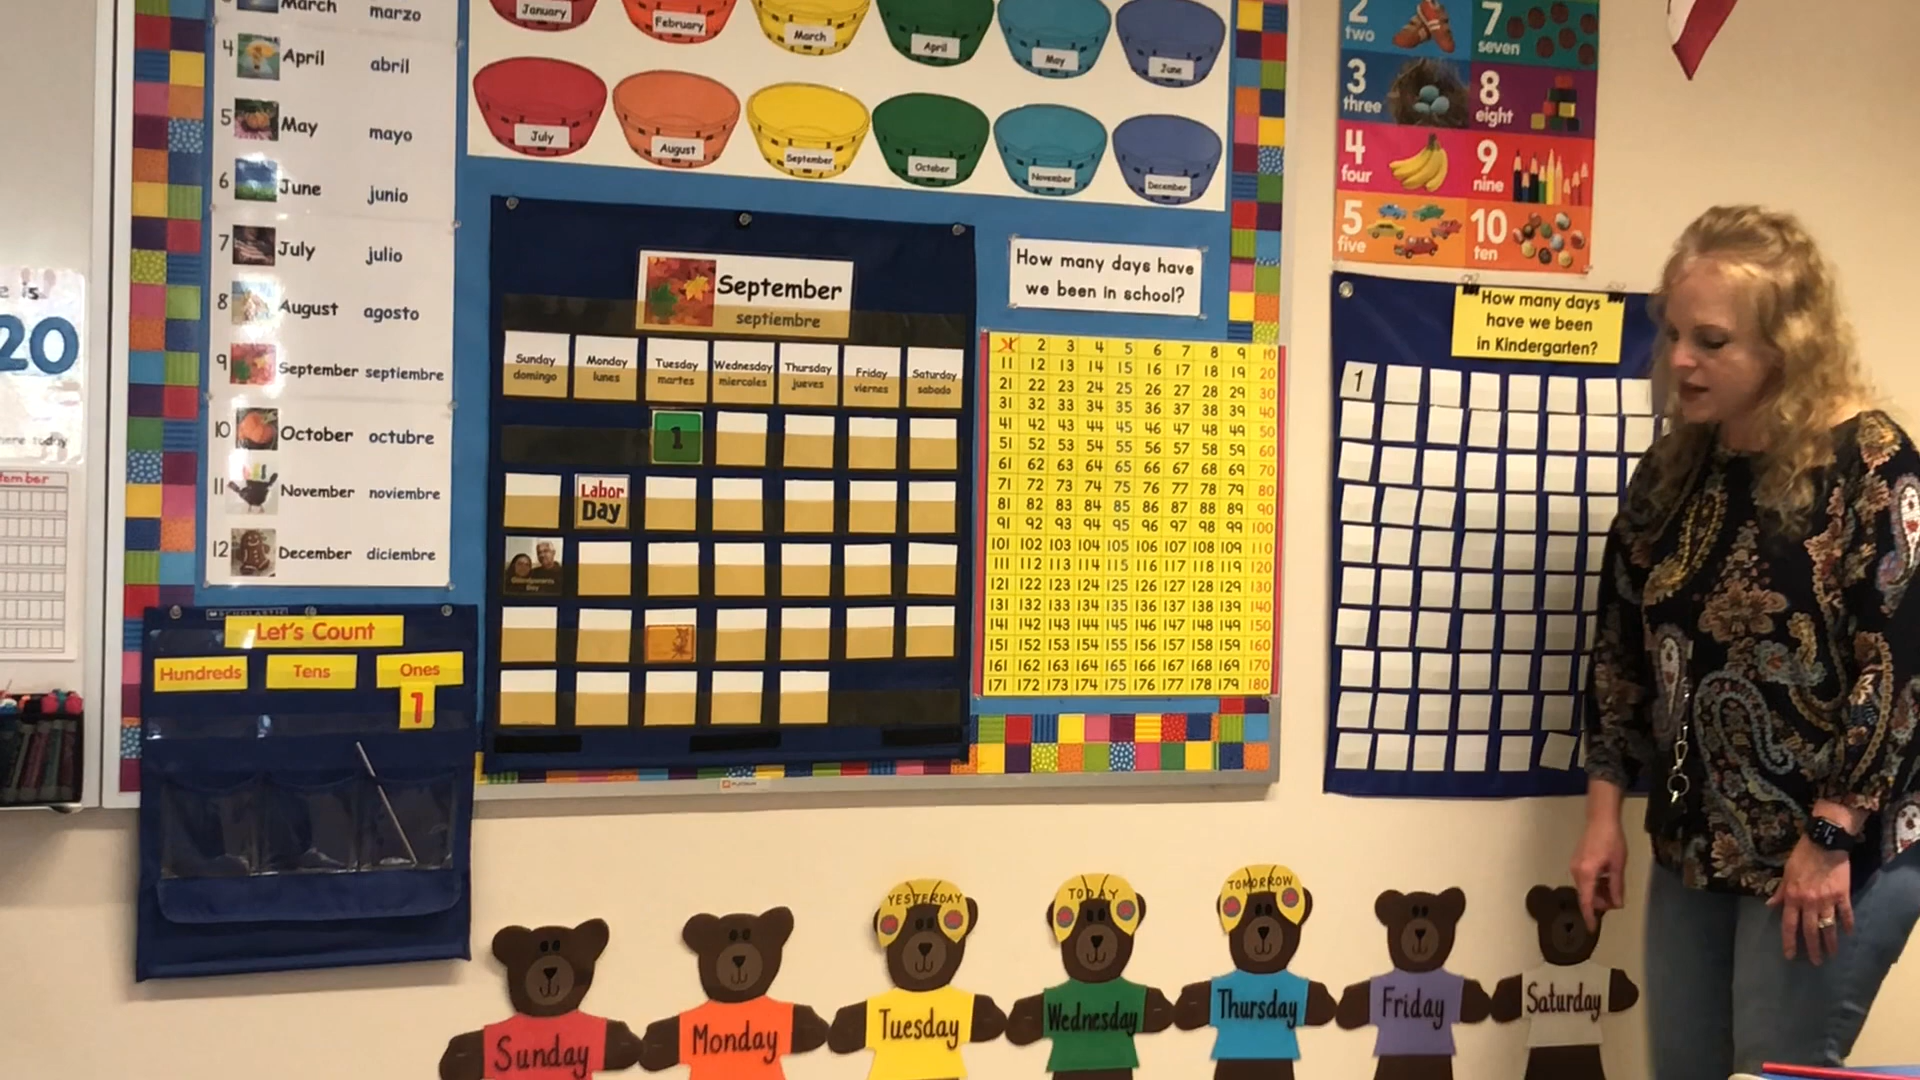 March marzo
4 April abril
5 May mayo
6 June junio
7 July julio
8 August agosto
9 September septiembre
10 October octubre
11 November noviembre
12 December diciembre
January February March April May June
July August September October November December
2 two
7 seven
3 three
8 eight
4 four
9 nine
5 five
10 ten
20
September
septiembre
Sunday Monday Tuesday Wednesday Thursday Friday Saturday
domingo lunes martes miercoles jueves viernes sabado
1
Labor
Day
Grandparents
Day
How many days have
we been in school?
2 3 4 5 6 7 8 9 10
11 12 13 14 15 16 17 18 19 20
21 22 23 24 25 26 27 28 29 30
31 32 33 34 35 36 37 38 39 40
41 42 43 44 45 46 47 48 49 50
51 52 53 54 55 56 57 58 59 60
61 62 63 64 65 66 67 68 69 70
71 72 73 74 75 76 77 78 79 80
81 82 83 84 85 86 87 88 89 90
91 92 93 94 95 96 97 98 99 100
101 102 103 104 105 106 107 108 109 110
111 112 113 114 115 116 117 118 119 120
121 122 123 124 125 126 127 128 129 130
131 132 133 134 135 136 137 138 139 140
141 142 143 144 145 146 147 148 149 150
151 152 153 154 155 156 157 158 159 160
161 162 163 164 165 166 167 168 169 170
171 172 173 174 175 176 177 178 179 180
How many days
have we been
in Kindergarten?
1
SCHOLASTIC
Let's Count
Hundreds Tens Ones
1
YESTERDAY TODAY TOMORROW
Sunday Monday Tuesday Wednesday Thursday Friday Saturday